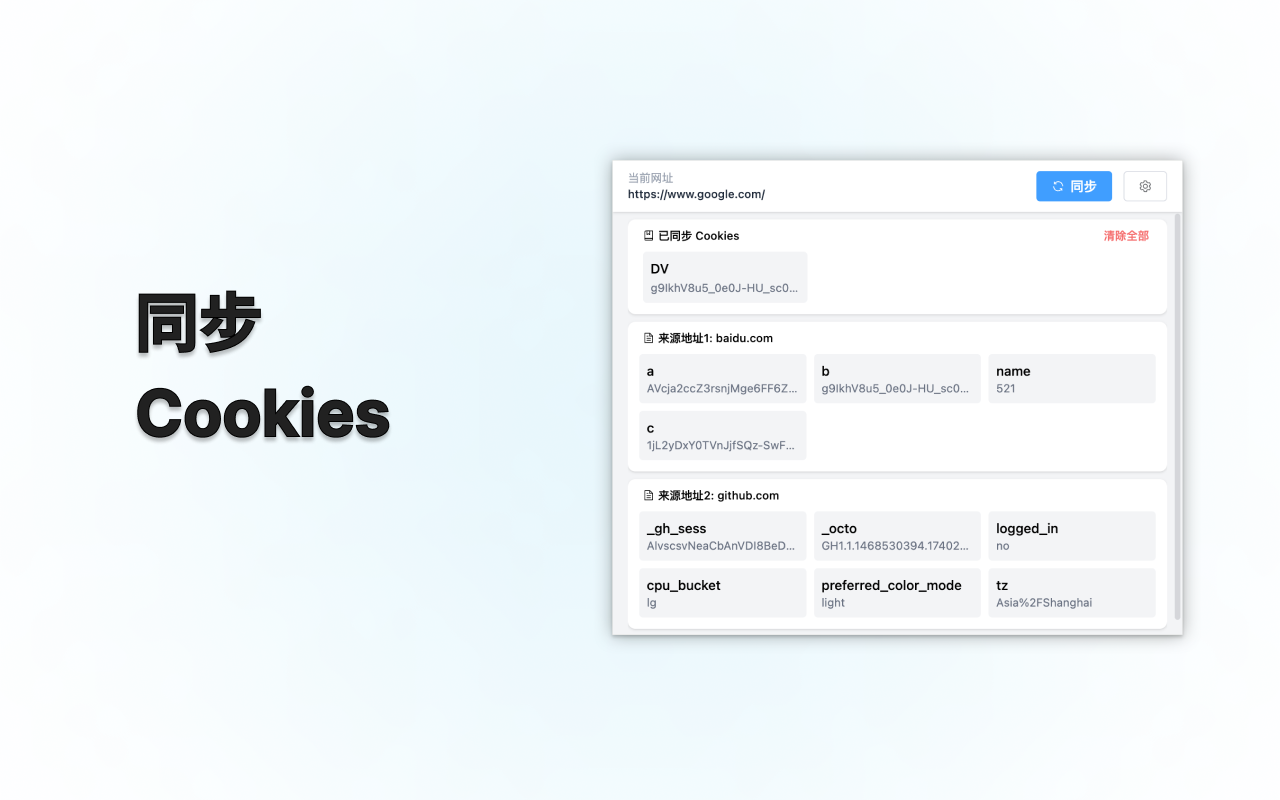 同步
Cookies
当前网址
https://www.google.com/
同步
已同步 Cookies
清除全部
DV
g9IkhV8u5_0e0J-HU_sc0...
来源地址1: baidu.com
a
AVcja2ccZ3rsnjMge6FF6Z...
b
g9IkhV8u5_0e0J-HU_sc0...
name
521
c
1jL2yDxY0TVnJjfSQz-SwF...
来源地址2: github.com
_gh_sess
AlvscsvNeaCbAnVDI8BeD...
_octo
GH1.1.1468530394.17402...
logged_in
no
cpu_bucket
lg
preferred_color_mode
light
tz
Asia%2FShanghai